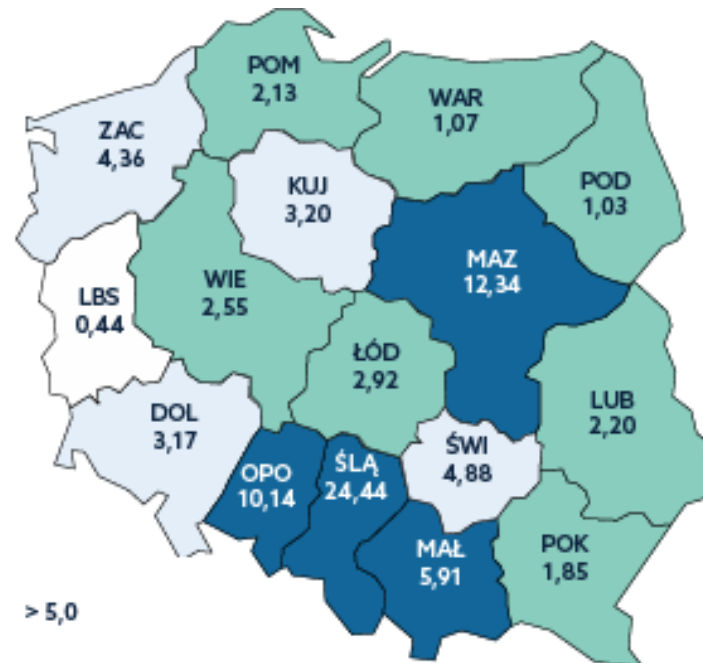 POM
2,13
WAR
1,07
ZAC
4,36
KUJ
3,20
POD
1,03
MAZ
12,34
WIE
2,55
LBS
0,44
ŁÓD
2,92
LUB
2,20
DOL
3,17
ŚWI
4,88
OPO
10,14
ŚLĄ
24,44
MAŁ
5,91
POK
1,85
> 5,0